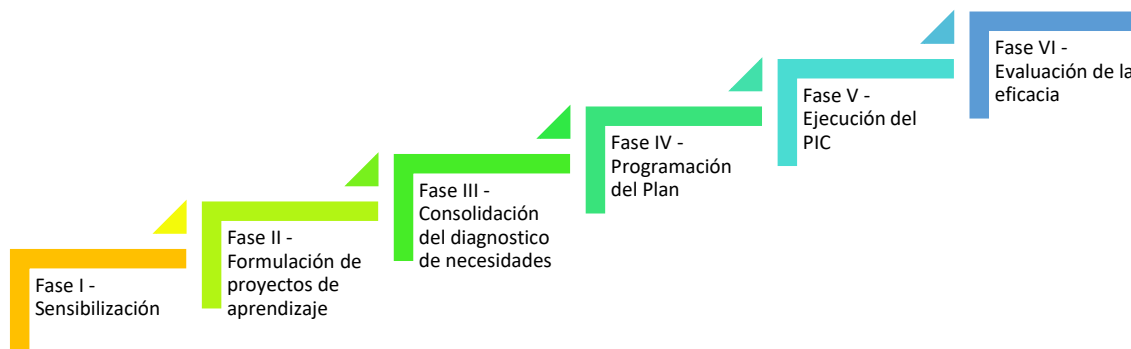 Fase I -
Sensibilización
Fase II -
Formulación de
proyectos de
aprendizaje
Fase III -
Consolidación
del diagnostico
de necesidades
Fase IV -
Programación
del Plan
Fase V -
Ejecución del
PIC
Fase VI -
Evaluación de la
eficacia